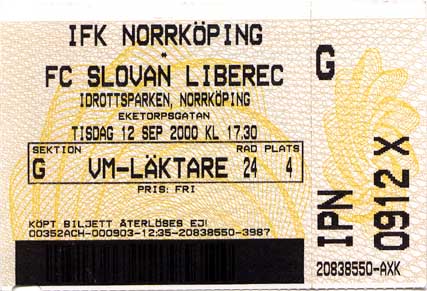 IFK NORRKÖPING
*
FC SLOVAN LIBEREC
IDROTTSPARKEN, NORRKÖPING
EKETORPSGATAN
TISDAG 12 SEP 2000 KL 17.30
SEKTION RAD PLATS
G VM-LÄKTARE 24 4
PRIS: FRI
KÖPT BILJETT ÅTERLÖSES EJ!
00352ACH-000903-12:35-20838550-3987
G
IPN
0912 X
20838550-AXK